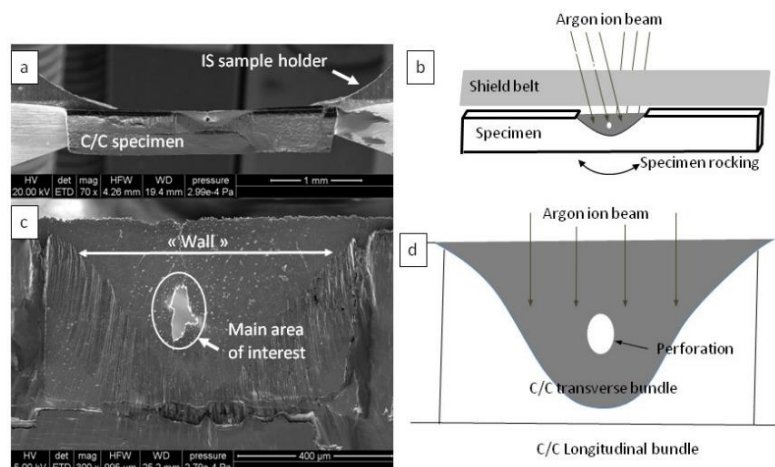 a
IS sample holder
C/C specimen
HV det mag HFW WD pressure
20.00 kV ETD 70 x 4.26 mm 19.4 mm 2.99e-4 Pa
1 mm
b
Argon ion beam
Shield belt
Specimen
Specimen rocking
c
« Wall »
Main area
of interest
HV det mag HFW WD pressure
400 µm
d
Argon ion beam
Perforation
C/C transverse bundle
C/C Longitudinal bundle